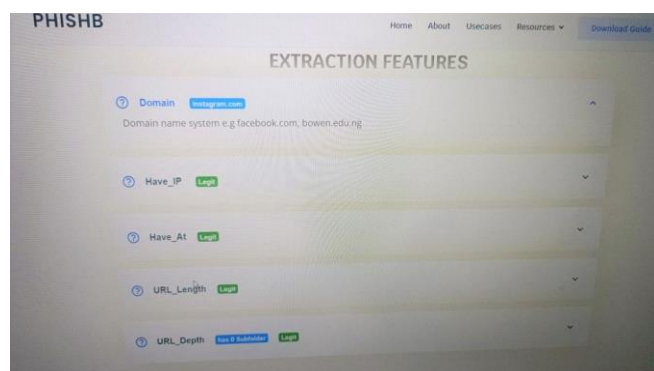 PHISHB
Home About Usecases Resources Download Guide
EXTRACTION FEATURES
Domain Instagram.com
Domain name system e.g facebook.com, bowen.edu.ng
Have_IP Legit
Have_At Legit
URL_Length Legit
URL_Depth has 0 Subfolder Legit